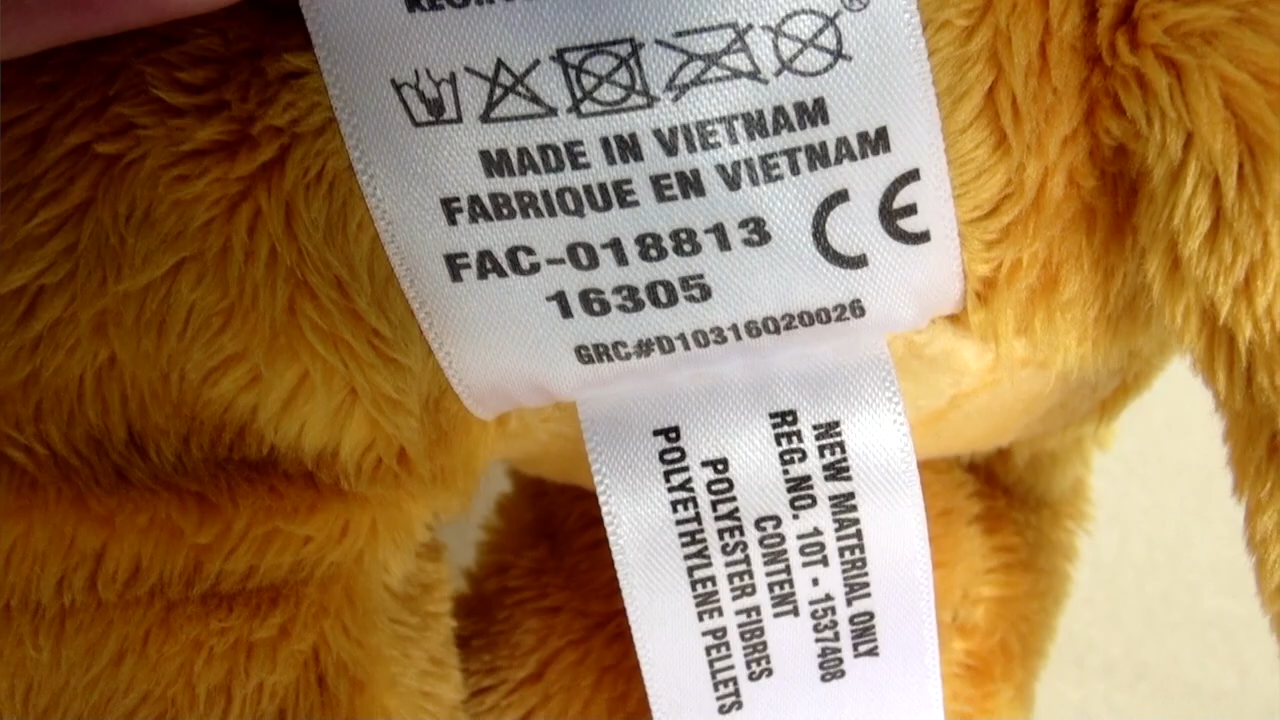 MADE IN VIETNAM
FABRIQUE EN VIETNAM
FAC-018813
CE
16305
GRC#D10316Q20026
NEW MATERIAL ONLY
REG.NO. 10T - 1537408
CONTENT
POLYESTER FIBRES
POLYETHYLENE PELLETS